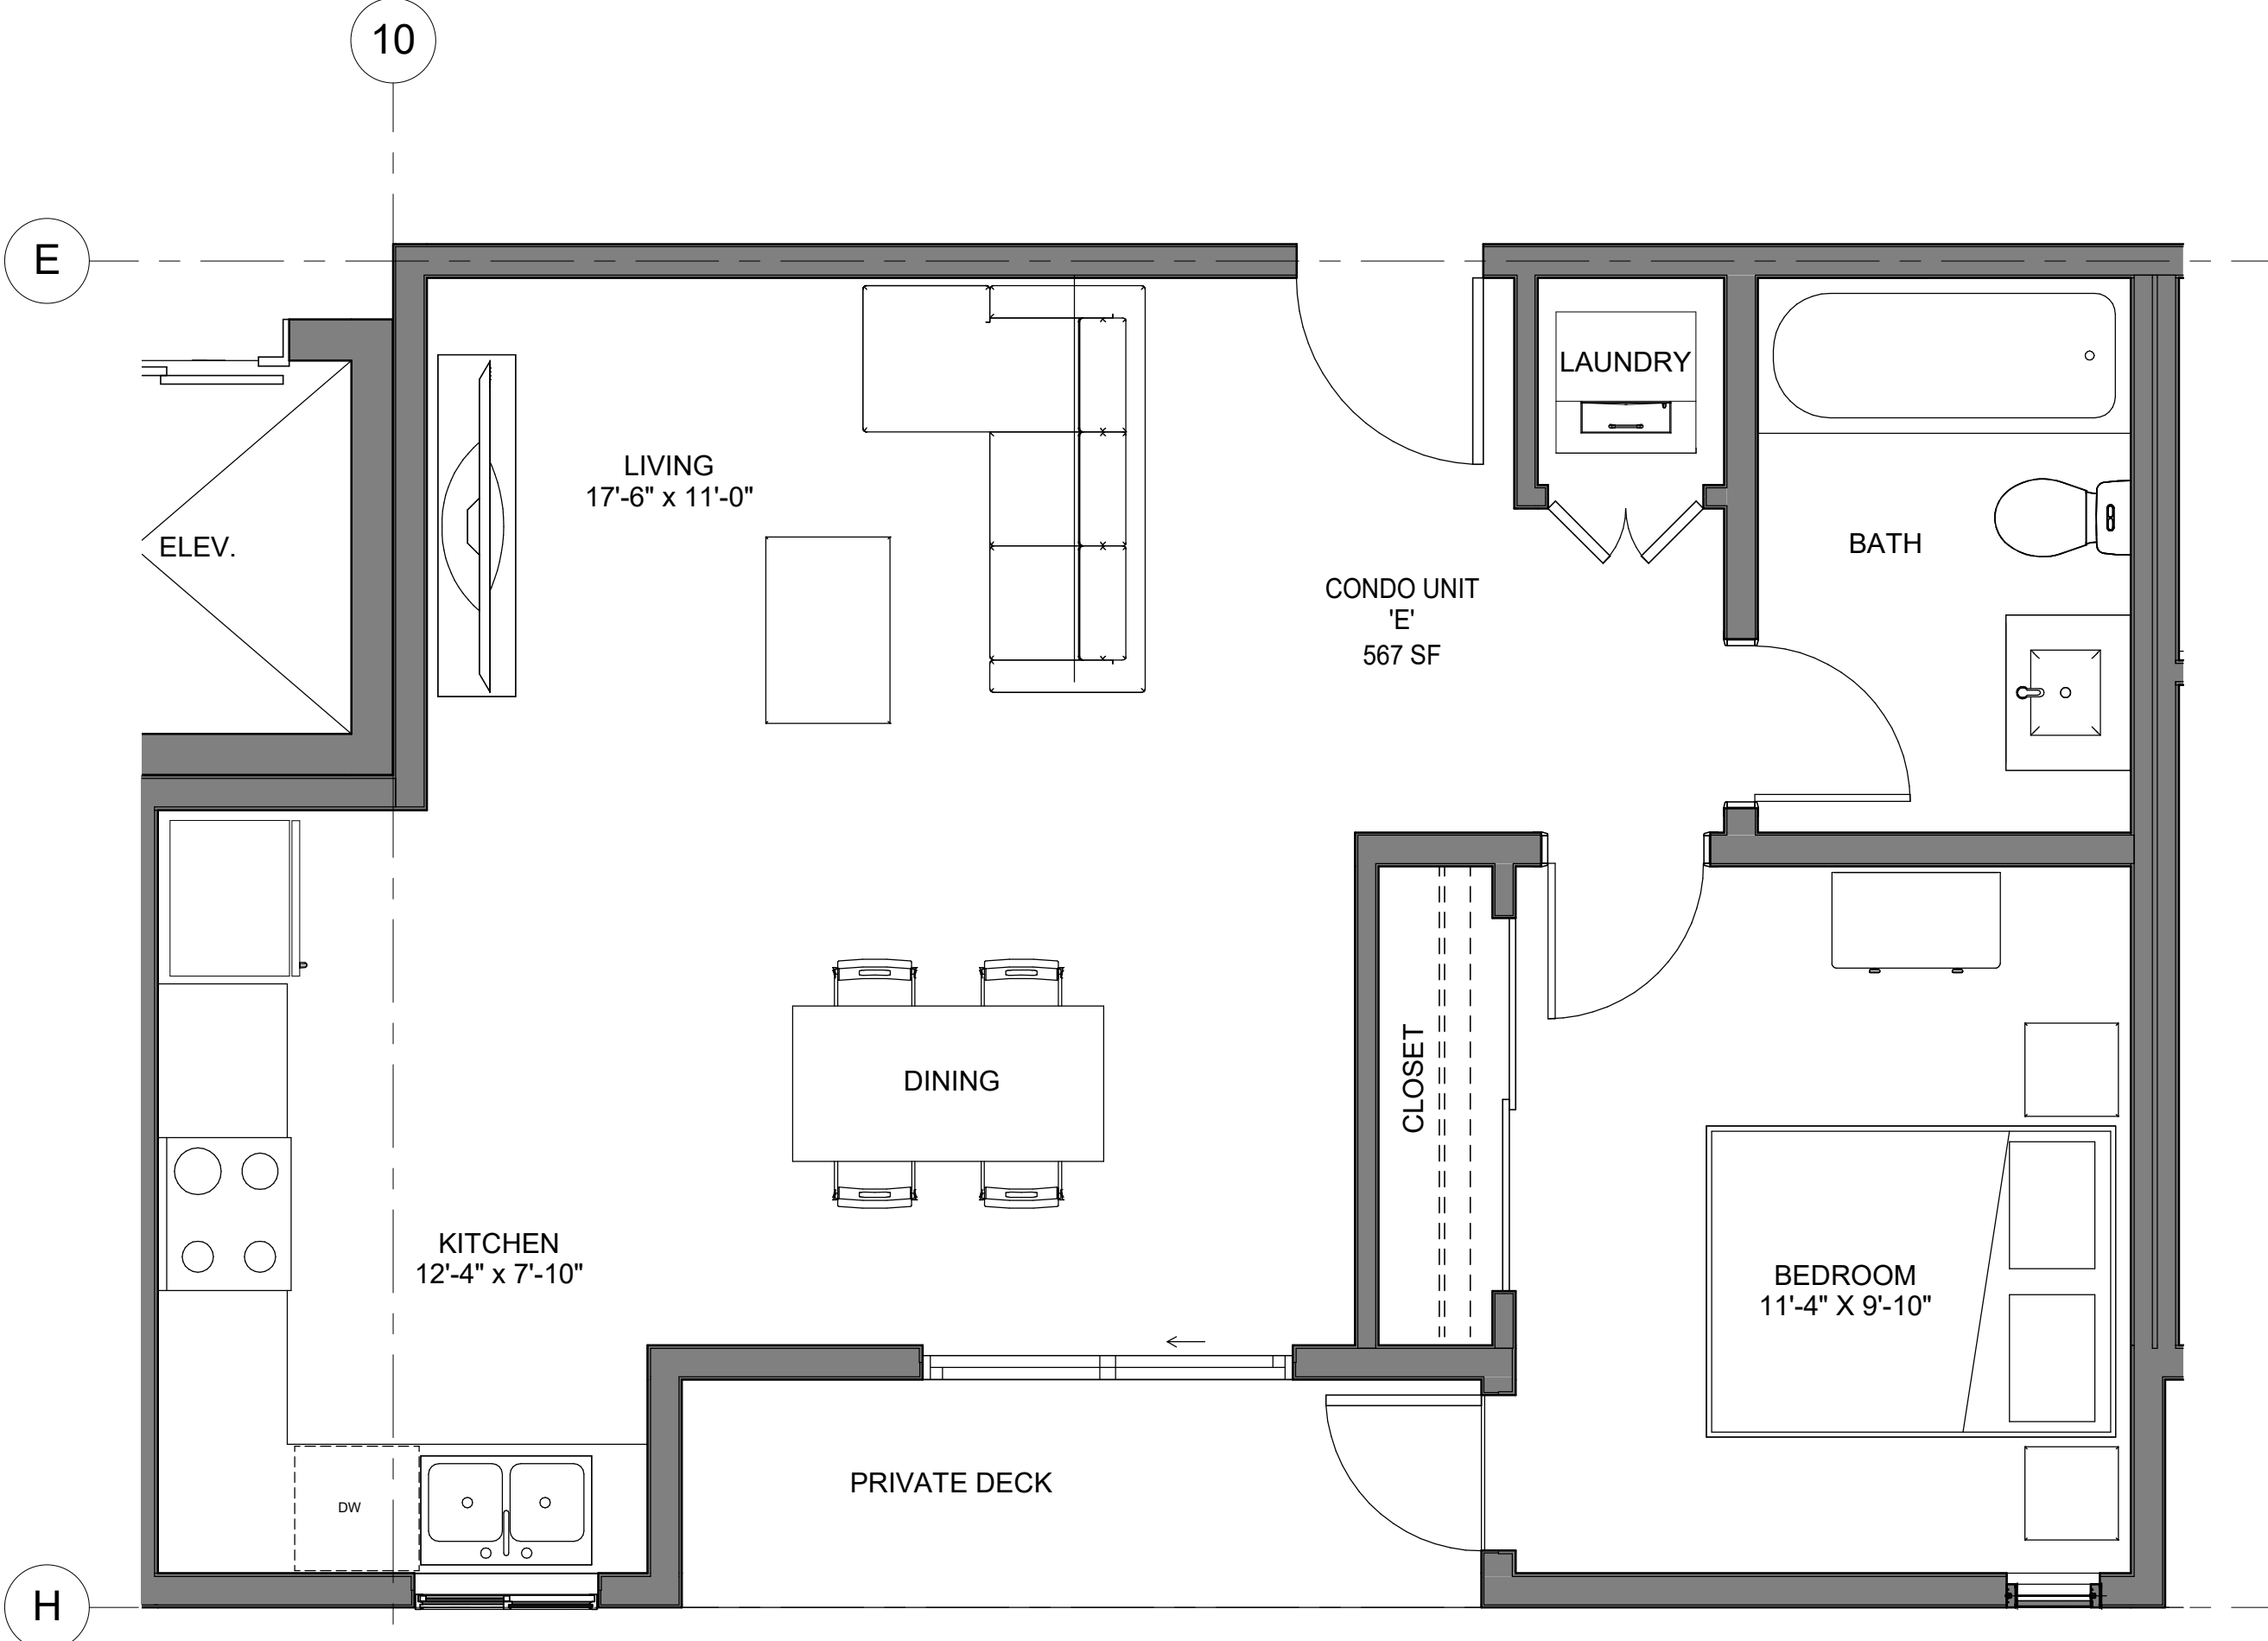 10
E
LAUNDRY
LIVING
17'-6" x 11'-0"
ELEV.
BATH
CONDO UNIT
'E'
567 SF
CLOSET
DINING
KITCHEN
12'-4" x 7'-10"
BEDROOM
11'-4" X 9'-10"
PRIVATE DECK
DW
H